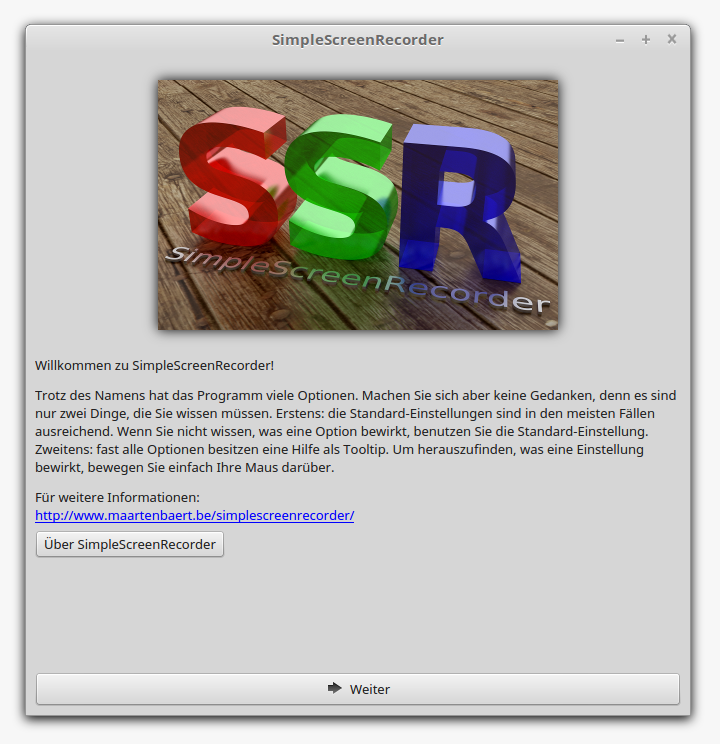 SimpleScreenRecorder
SSR
SimpleScreenRecorder
Willkommen zu SimpleScreenRecorder!
Trotz des Namens hat das Programm viele Optionen. Machen Sie sich aber keine Gedanken, denn es sind
nur zwei Dinge, die Sie wissen müssen. Erstens: die Standard-Einstellungen sind in den meisten Fällen
ausreichend. Wenn Sie nicht wissen, was eine Option bewirkt, benutzen Sie die Standard-Einstellung.
Zweitens: fast alle Optionen besitzen eine Hilfe als Tooltip. Um herauszufinden, was eine Einstellung
bewirkt, bewegen Sie einfach Ihre Maus darüber.
Für weitere Informationen:
http://www.maartenbaert.be/simplescreenrecorder/
Über SimpleScreenRecorder
Weiter